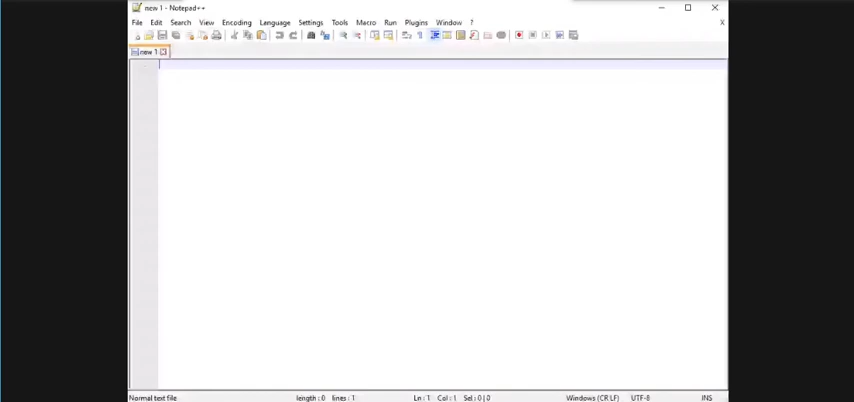 new 1 - Notepad++
File Edit Search View Encoding Language Settings Tools Macro Run Plugins Window ? X
new 1
Normal text file length : 0 lines : 1 Ln : 1 Col : 1 Sel : 0 | 0 Windows (CR LF) UTF-8 INS